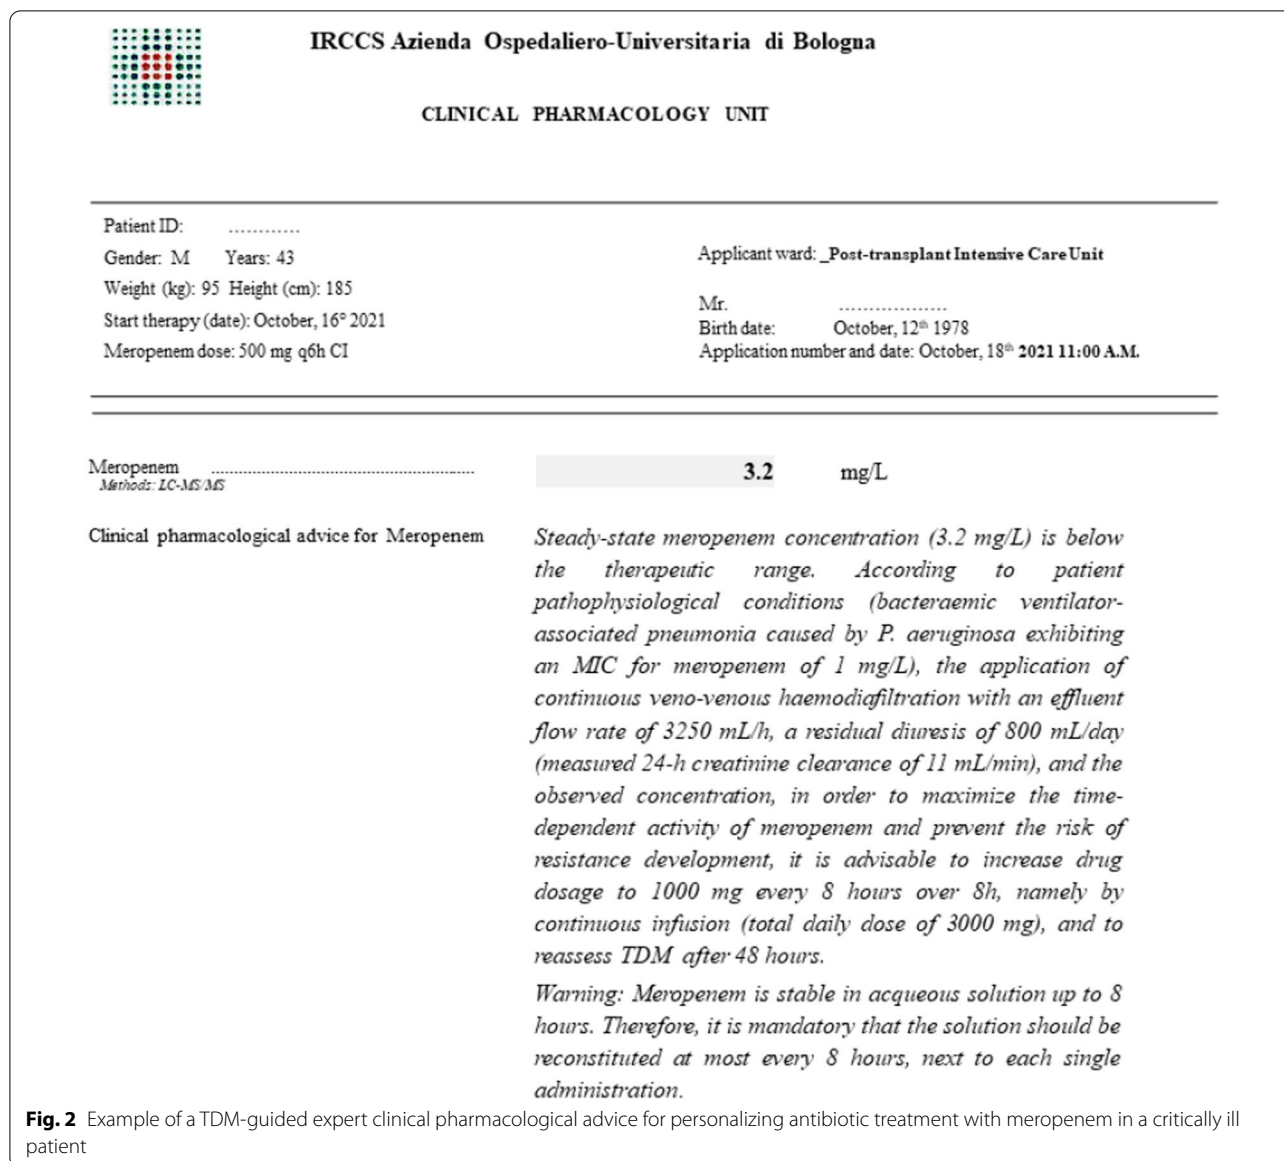 IRCCS Azienda Ospedaliero-Universitaria di Bologna
CLINICAL PHARMACOLOGY UNIT
Patient ID: ............
Gender: M Years: 43
Weight (kg): 95 Height (cm): 185
Start therapy (date): October, 16° 2021
Meropenem dose: 500 mg q6h CI
Applicant ward: _Post-transplant Intensive Care Unit
Mr. ..................
Birth date: October, 12th 1978
Application number and date: October, 18th 2021 11:00 A.M.
Meropenem ............................................................
Methods: LC-MS/MS
3.2 mg/L
Clinical pharmacological advice for Meropenem
Steady-state meropenem concentration (3.2 mg/L) is below
the therapeutic range. According to patient
pathophysiological conditions (bacteraemic ventilator-
associated pneumonia caused by P. aeruginosa exhibiting
an MIC for meropenem of 1 mg/L), the application of
continuous veno-venous haemodiafiltration with an effluent
flow rate of 3250 mL/h, a residual diuresis of 800 mL/day
(measured 24-h creatinine clearance of 11 mL/min), and the
observed concentration, in order to maximize the time-
dependent activity of meropenem and prevent the risk of
resistance development, it is advisable to increase drug
dosage to 1000 mg every 8 hours over 8h, namely by
continuous infusion (total daily dose of 3000 mg), and to
reassess TDM after 48 hours.
Warning: Meropenem is stable in acqueous solution up to 8
hours. Therefore, it is mandatory that the solution should be
reconstituted at most every 8 hours, next to each single
administration.
Fig. 2 Example of a TDM-guided expert clinical pharmacological advice for personalizing antibiotic treatment with meropenem in a critically ill
patient